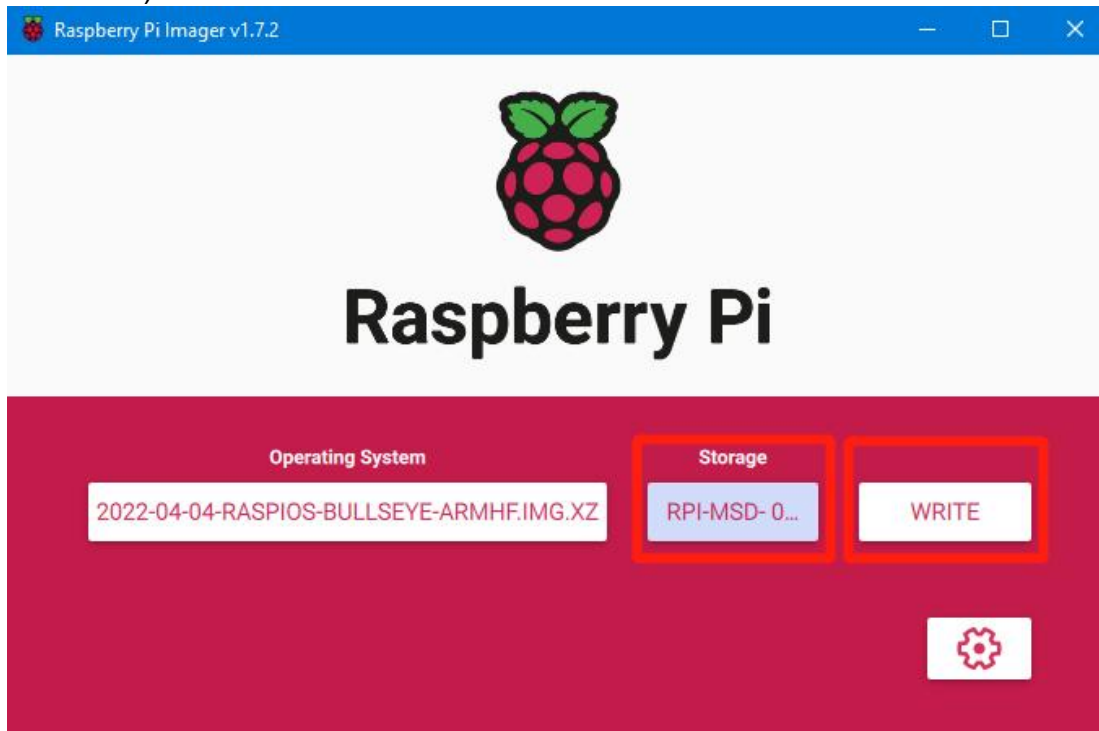 Raspberry Pi Imager v1.7.2
Raspberry Pi
Operating System
Storage
2022-04-04-RASPIOS-BULLSEYE-ARMHF.IMG.XZ
RPI-MSD- 0...
WRITE